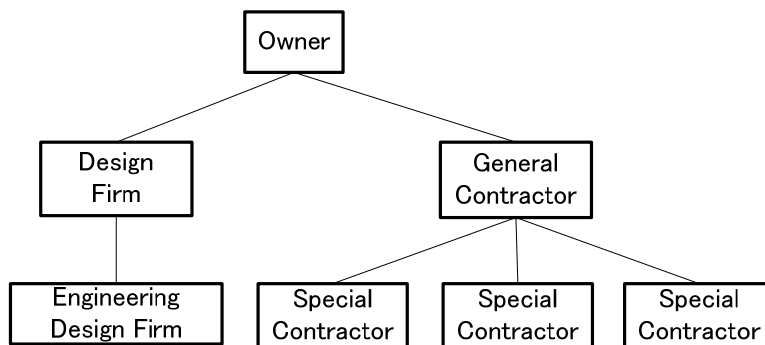 Owner
Design
Firm
General
Contractor
Engineering
Design Firm
Special
Contractor
Special
Contractor
Special
Contractor